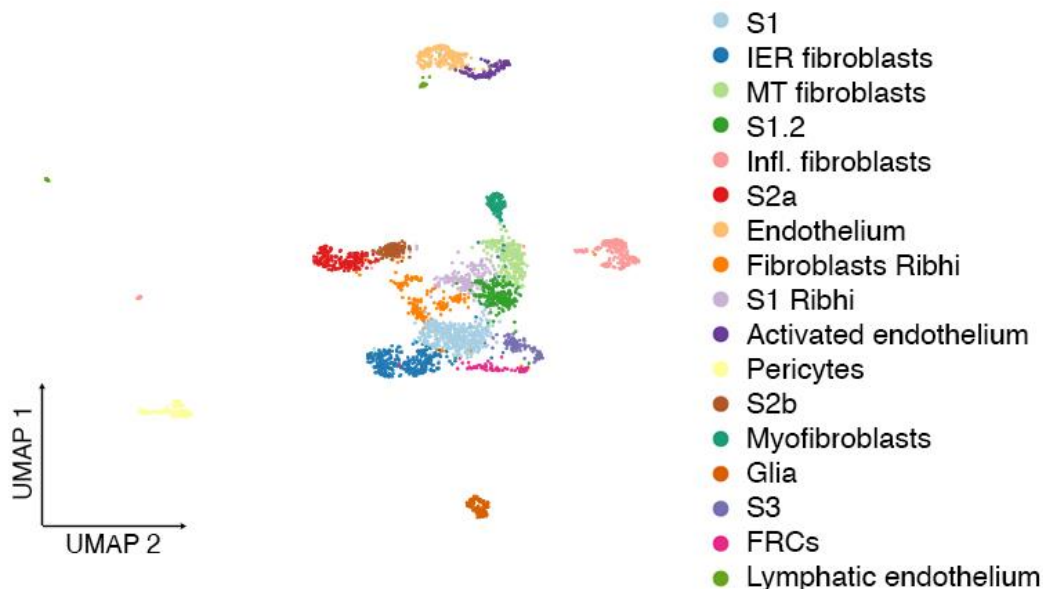 S1
IER fibroblasts
MT fibroblasts
S1.2
Infl. fibroblasts
S2a
Endothelium
Fibroblasts Ribhi
S1 Ribhi
Activated endothelium
Pericytes
S2b
Myofibroblasts
Glia
S3
FRCs
Lymphatic endothelium
UMAP 1
UMAP 2